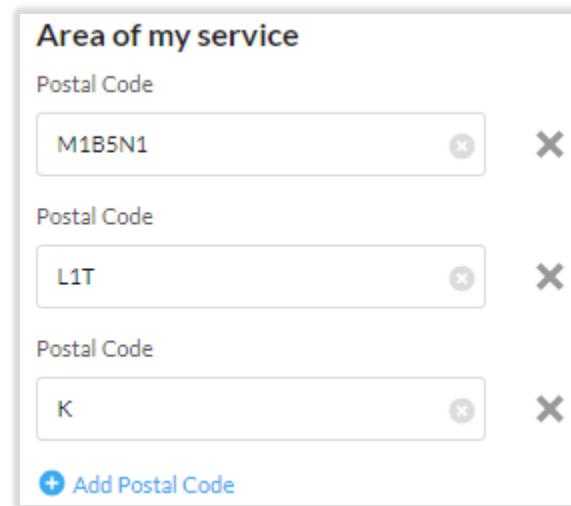 Area of my service
Postal Code
M1B5N1
Postal Code
L1T
Postal Code
K
Add Postal Code